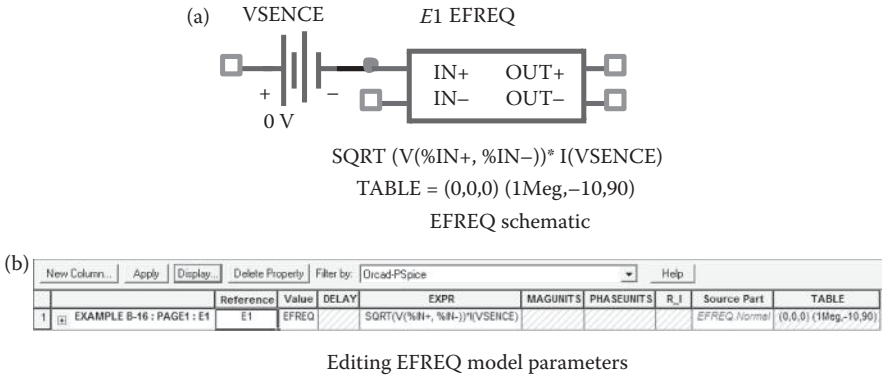 (a) VSENCE E1 EFREQ
IN+ OUT+
IN− OUT−
+ −
0 V
SQRT (V(%IN+, %IN−))* I(VSENCE)
TABLE = (0,0,0) (1Meg,−10,90)
EFREQ schematic
(b) New Column... Apply Display... Delete Property Filter by: Orcad-PSpice Help
Reference Value DELAY EXPR MAGUNITS PHASEUNITS R_I Source Part TABLE
1 + EXAMPLE B-16 : PAGE1 : E1 E1 EFREQ SQRT(V(%IN+, %IN-))*I(VSENCE) EFREQ.Normal (0,0,0) (1Meg,-10,90)
Editing EFREQ model parameters